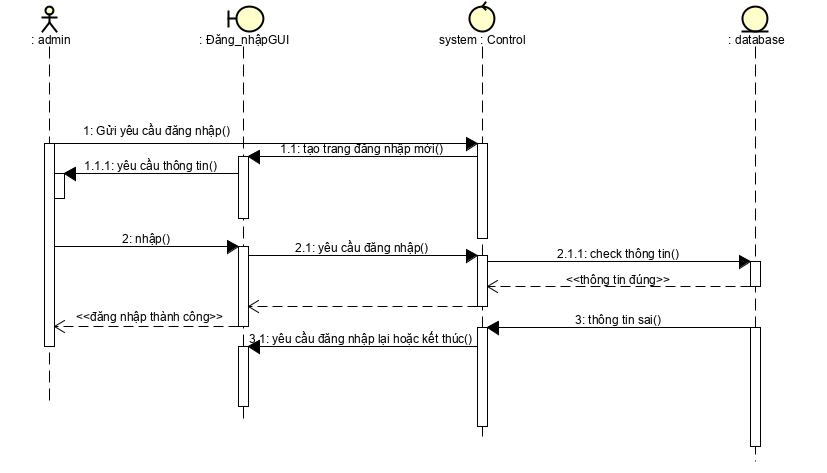 : admin
: Đăng_nhậpGUI
system : Control
: database
1: Gửi yêu cầu đăng nhập()
1.1: tạo trang đăng nhập mới()
1.1.1: yêu cầu thông tin()
2: nhập()
2.1: yêu cầu đăng nhập()
2.1.1: check thông tin()
<<thông tin đúng>>
<<đăng nhập thành công>>
3: thông tin sai()
3.1: yêu cầu đăng nhập lại hoặc kết thúc()